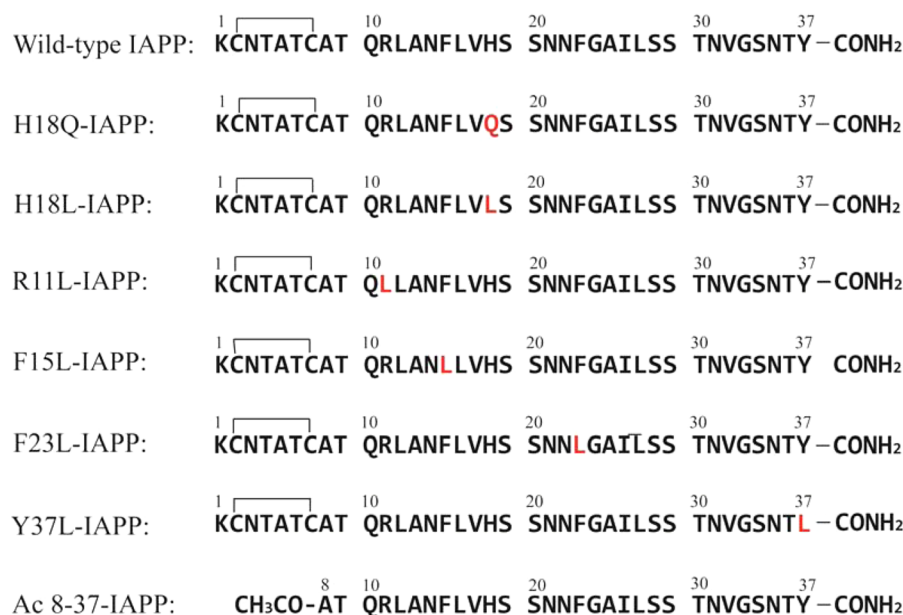 1 10 20 30 37
Wild-type IAPP: KCNTATCAT QRLANFLVHS SNNFGAILSS TNVGSNTY–CONH₂
1 10 20 30 37
H18Q-IAPP: KCNTATCAT QRLANFLVQS SNNFGAILSS TNVGSNTY–CONH₂
1 10 20 30 37
H18L-IAPP: KCNTATCAT QRLANFLVLS SNNFGAILSS TNVGSNTY–CONH₂
1 10 20 30 37
R11L-IAPP: KCNTATCAT QLLANFLVHS SNNFGAILSS TNVGSNTY–CONH₂
1 10 20 30 37
F15L-IAPP: KCNTATCAT QRLANLLVHS SNNFGAILSS TNVGSNTY CONH₂
1 10 20 30 37
F23L-IAPP: KCNTATCAT QRLANFLVHS SNNLGAILSS TNVGSNTY–CONH₂
1 10 20 30 37
Y37L-IAPP: KCNTATCAT QRLANFLVHS SNNFGAILSS TNVGSNTL–CONH₂
8 10 20 30 37
Ac 8-37-IAPP: CH₃CO-AT QRLANFLVHS SNNFGAILSS TNVGSNTY–CONH₂